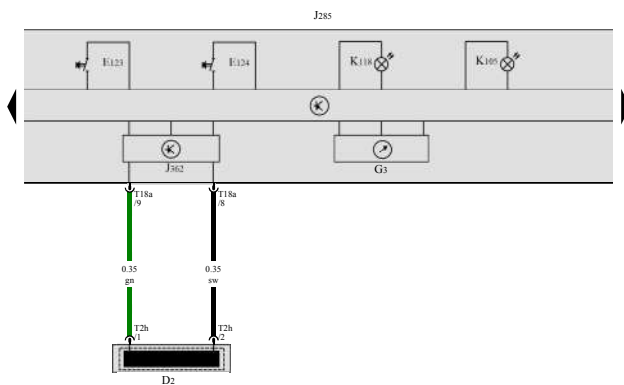 J285
E123
E124
K118
K105
J362
G3
T18a
/9
T18a
/8
0.35
gn
0.35
sw
T2h
/1
T2h
/2
D2